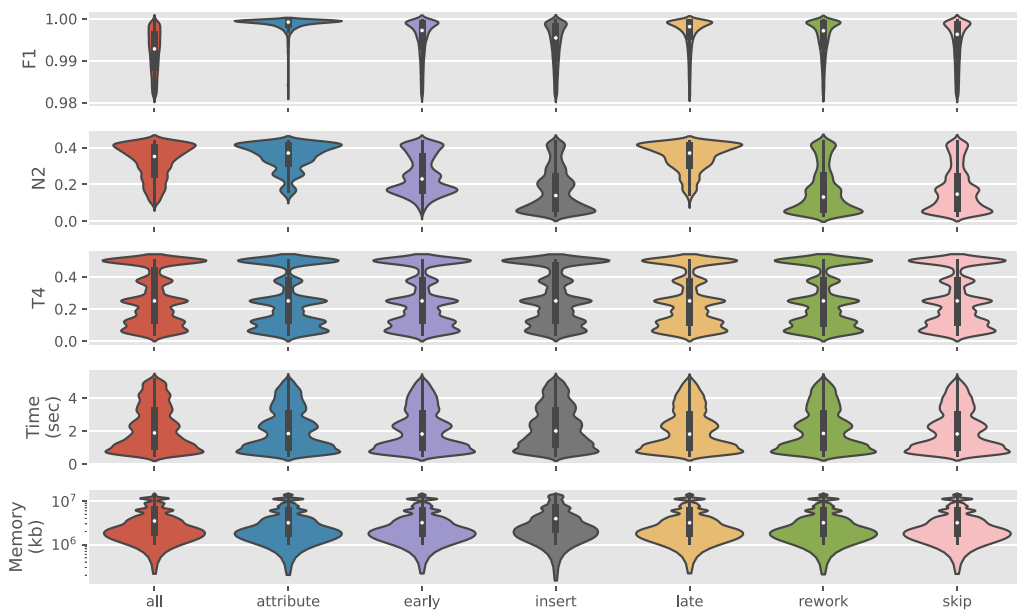 1.00
0.99
0.98
F1
0.4
0.2
0.0
N2
0.4
0.2
0.0
T4
4
2
0
Time
(sec)
10^7
10^6
Memory
(kb)
all attribute early insert late rework skip